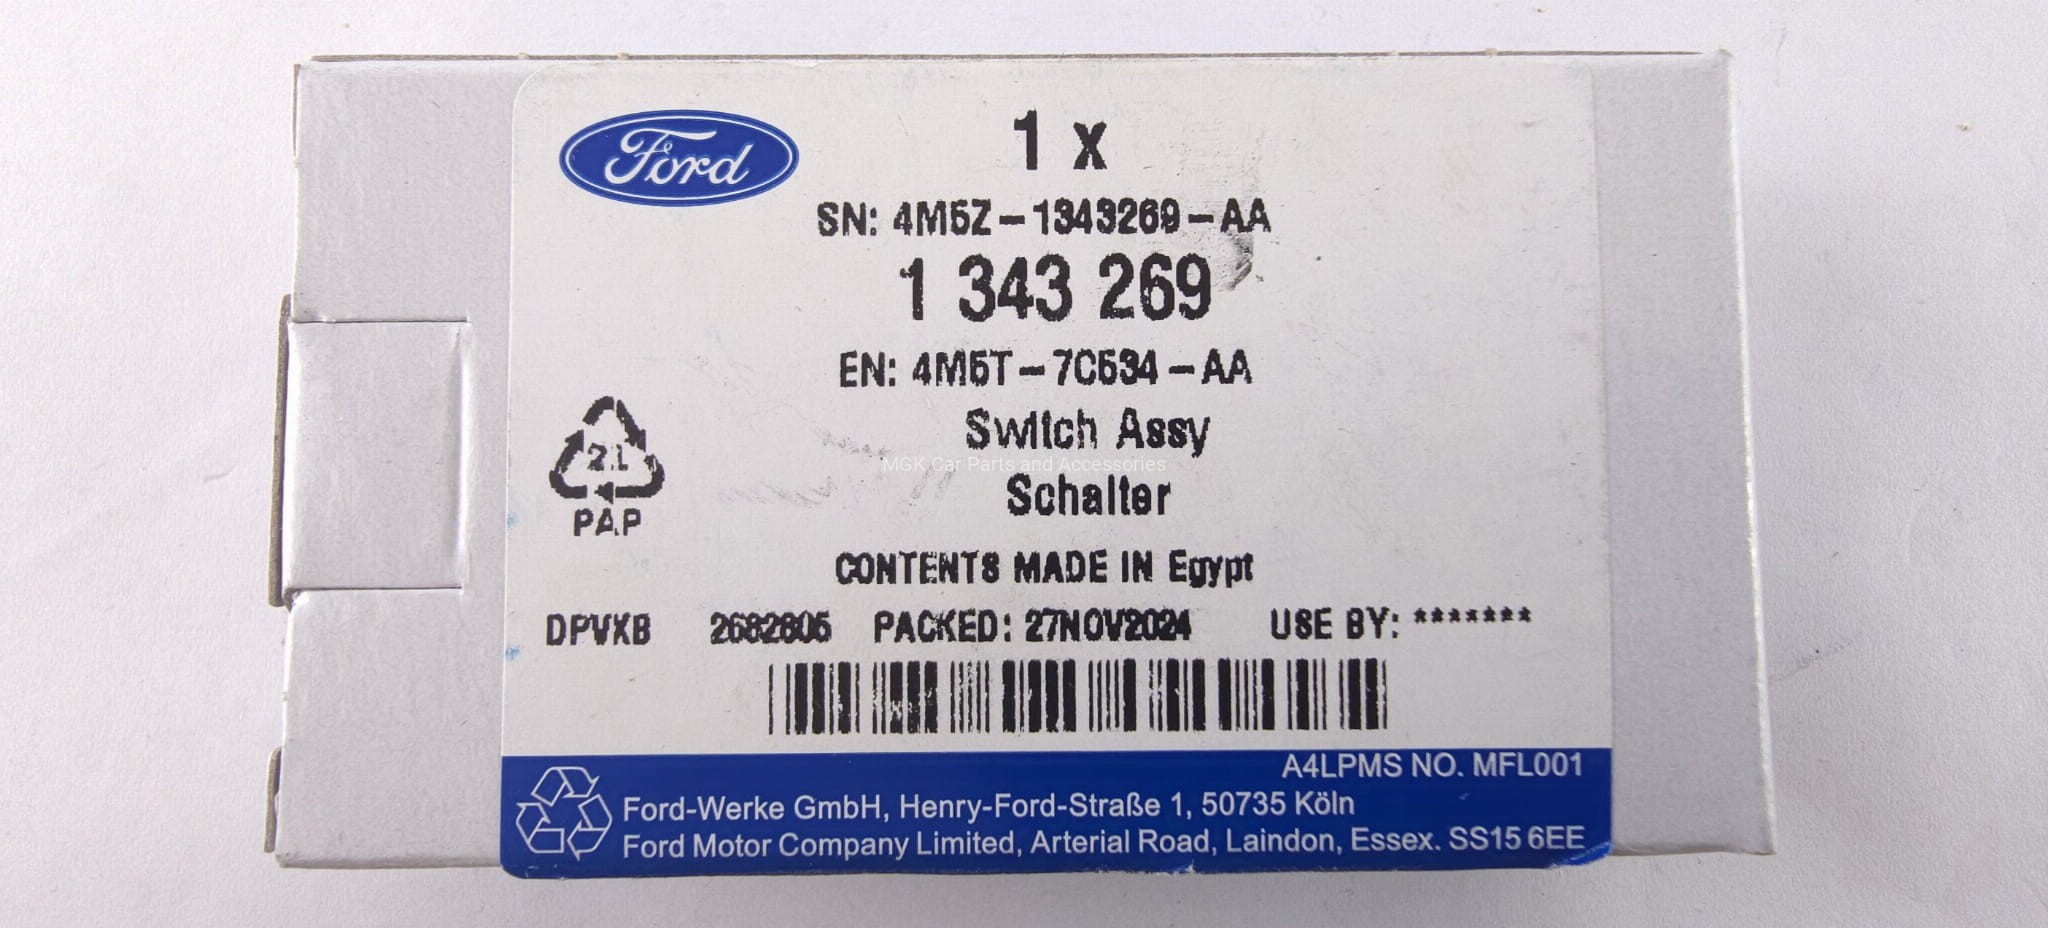 Ford
1 x
SN: 4M5Z-1343269-AA
1 343 269
EN: 4M5T-7C534-AA
Switch Assy
MGK Car Parts and Accessories
Schalter
21
PAP
CONTENTS MADE IN Egypt
DPVXB 2682805 PACKED: 27NOV2024 USE BY: *******
A4LPMS NO. MFL001
Ford-Werke GmbH, Henry-Ford-Straße 1, 50735 Köln
Ford Motor Company Limited, Arterial Road, Laindon, Essex. SS15 6EE